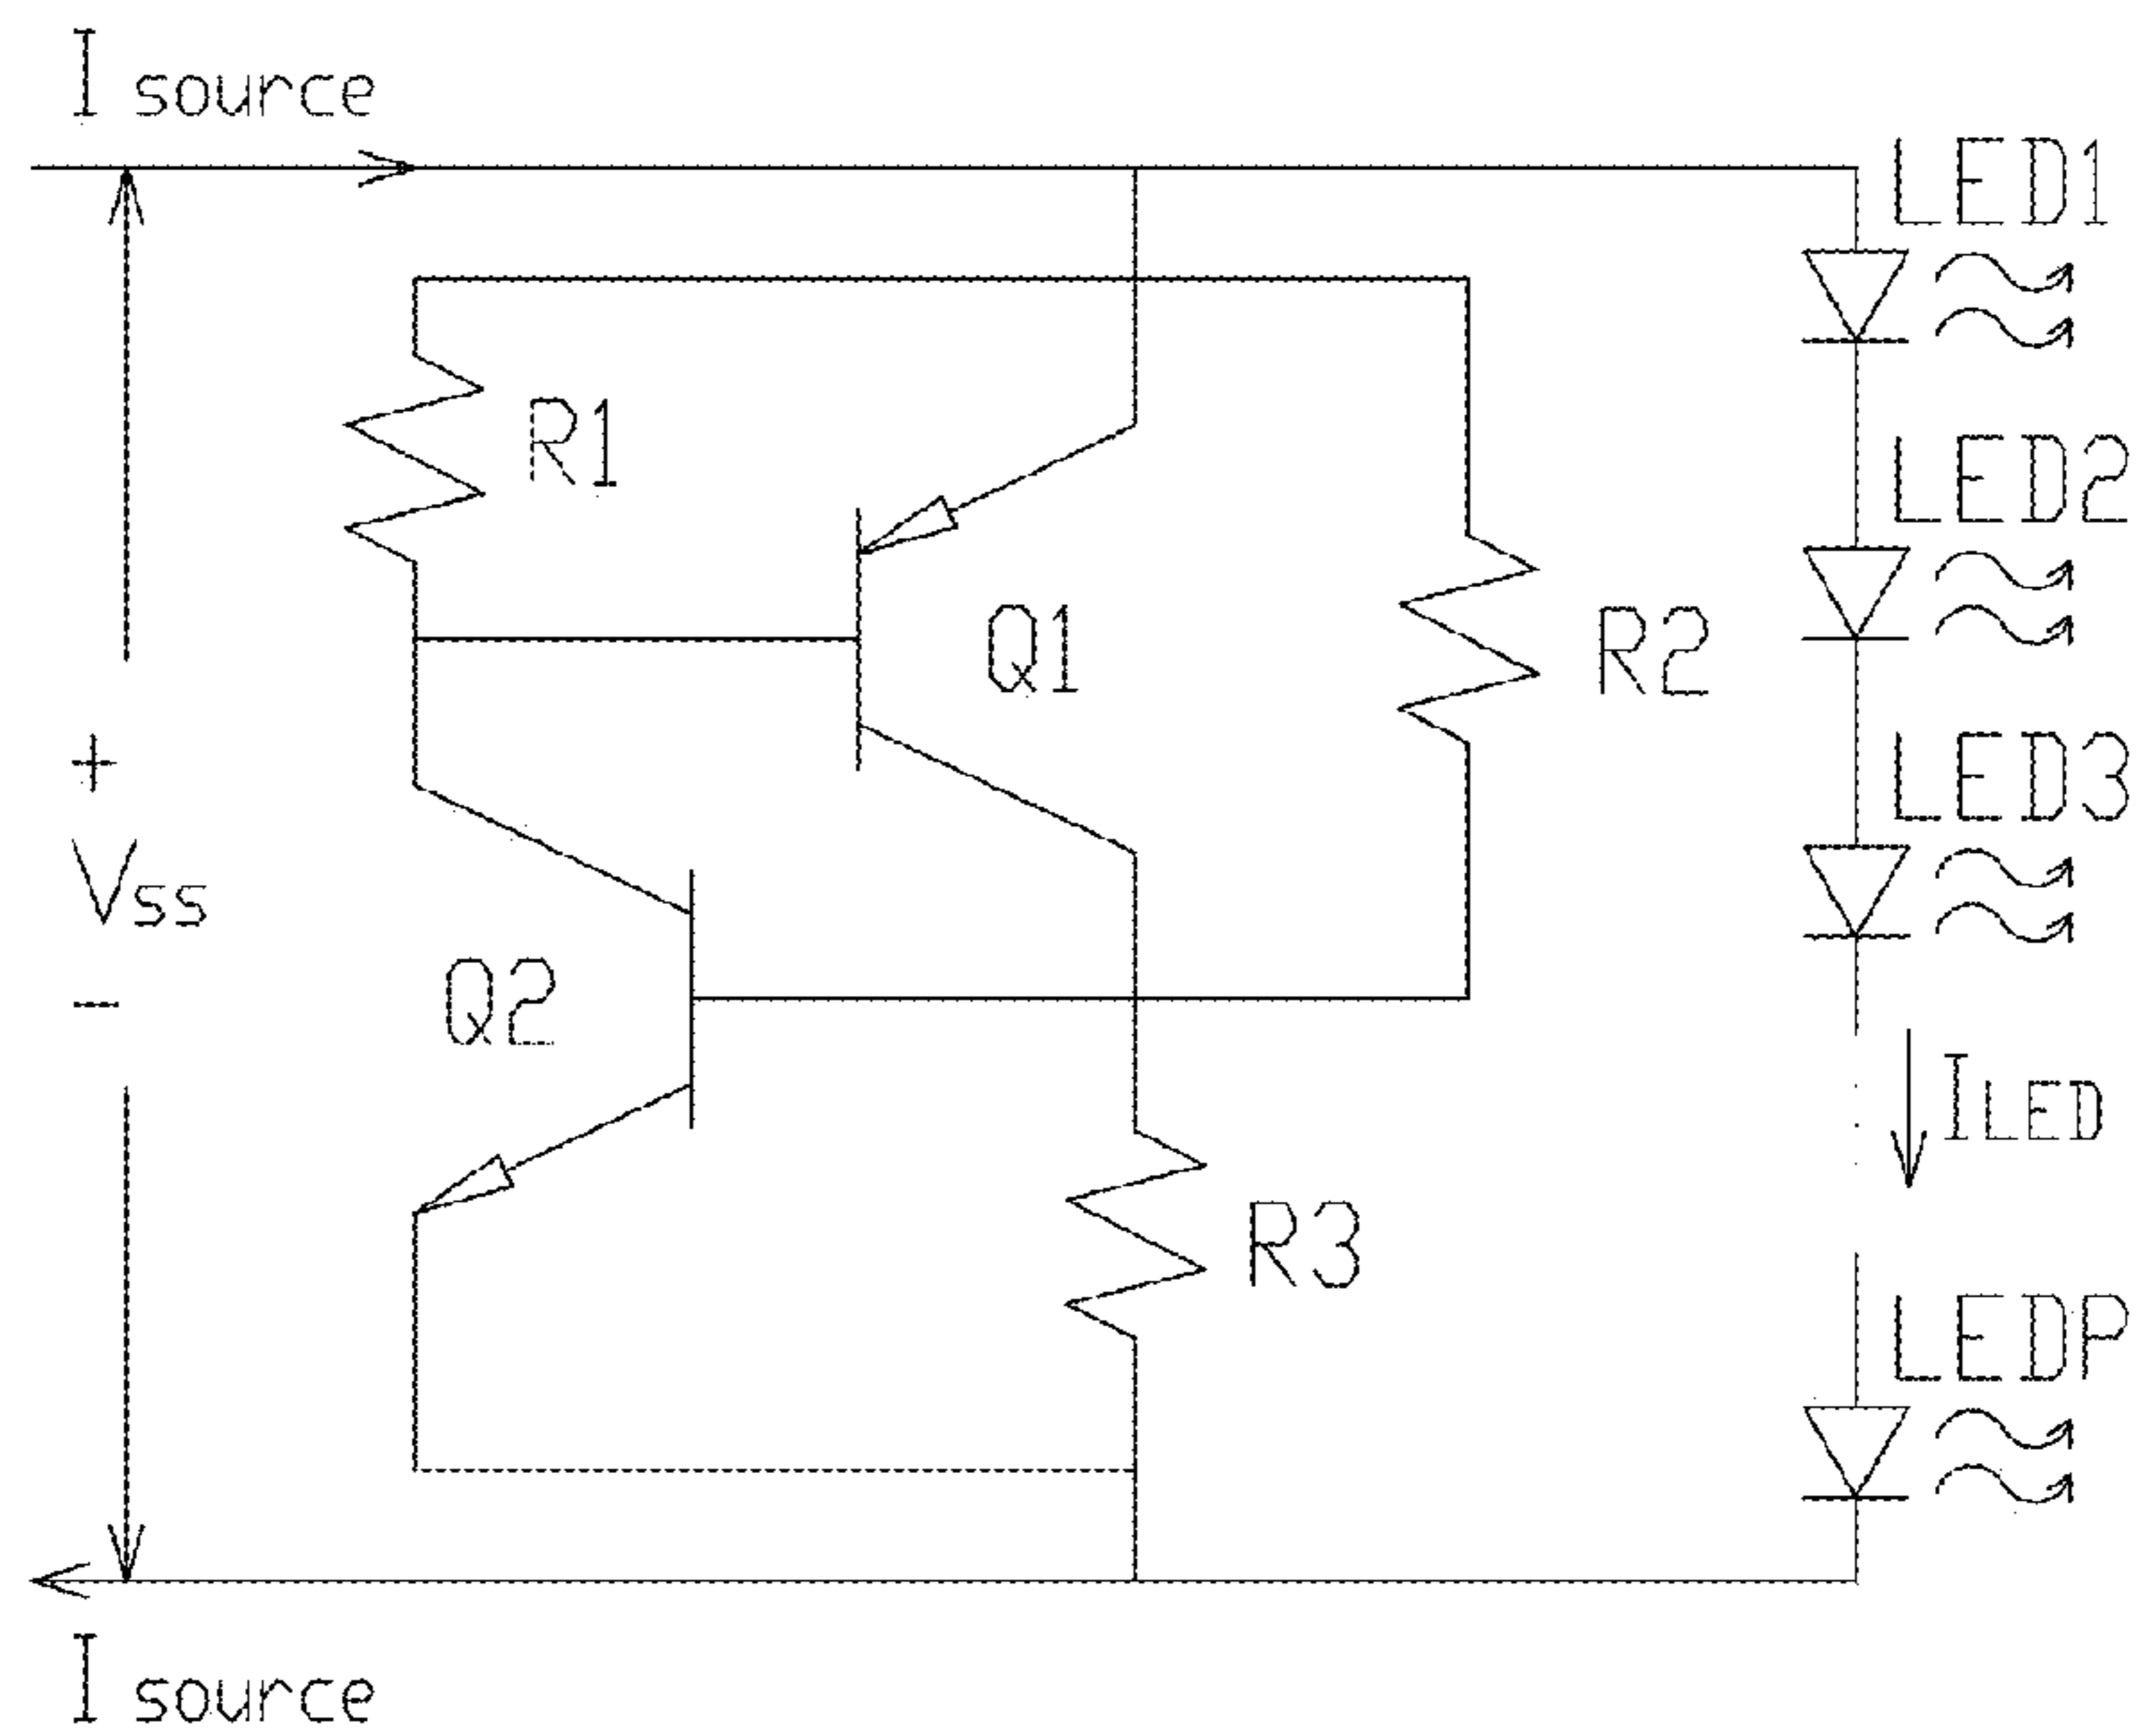 I source
LED1
R1
LED2
Q1
R2
LED3
+
Vss
-
Q2
ILED
R3
LEDP
I source